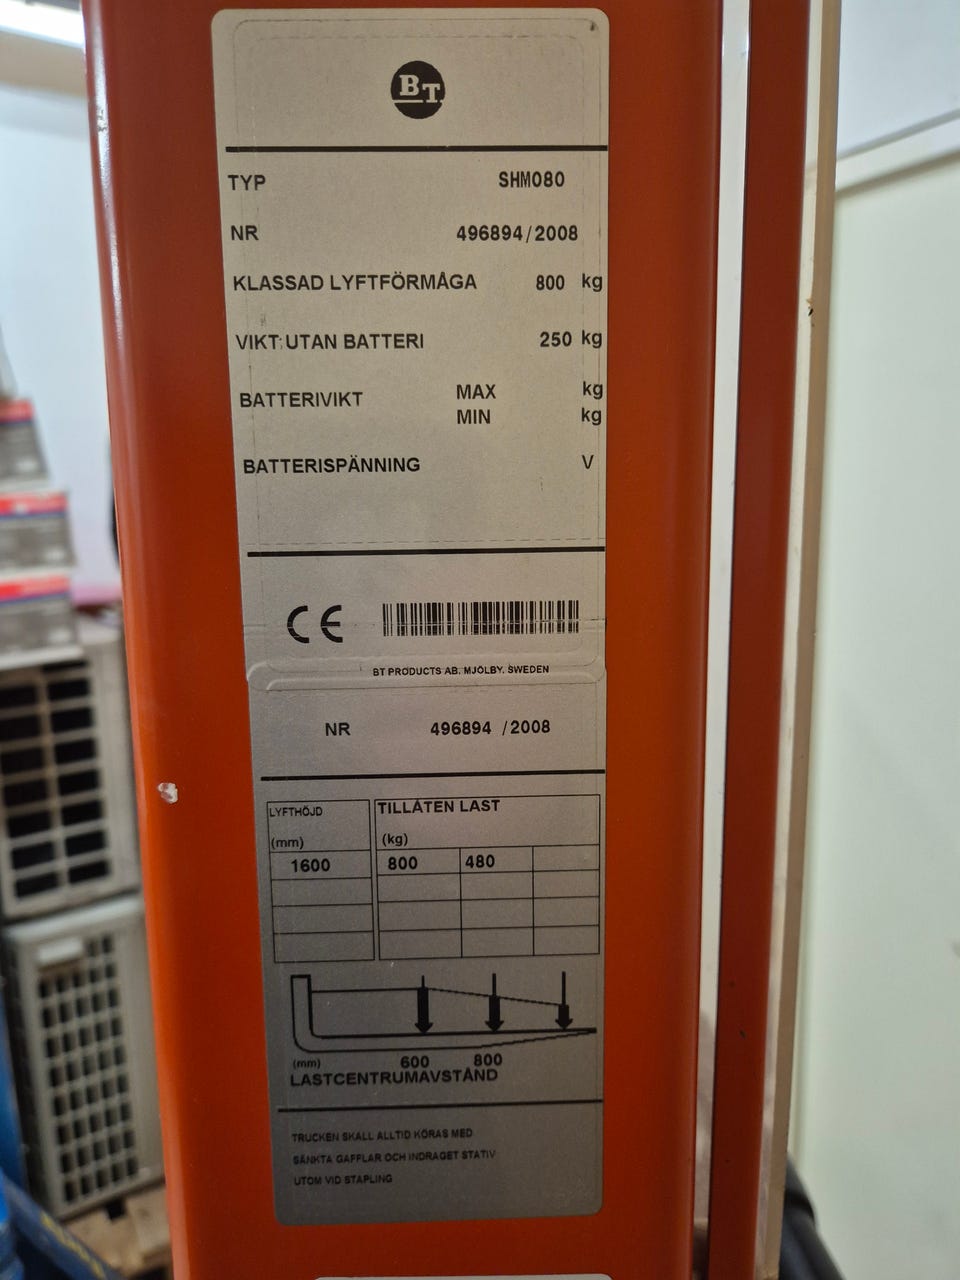 BT
TYP SHM080
NR 496894/2008
KLASSAD LYFTFÖRMÅGA 800 kg
VIKT UTAN BATTERI 250 kg
BATTERIVIKT MAX kg
MIN kg
BATTERISPÄNNING V
CE
BT PRODUCTS AB. MJÖLBY. SWEDEN
NR 496894 /2008
LYFTHÖJD (mm) TILLÅTEN LAST (kg)
1600 800 480
(mm) 600 800
LASTCENTRUMAVSTÅND
TRUCKEN SKALL ALLTID KÖRAS MED
SÄNKTA GAFFLAR OCH INDRAGET STATIV
UTOM VID STAPLING